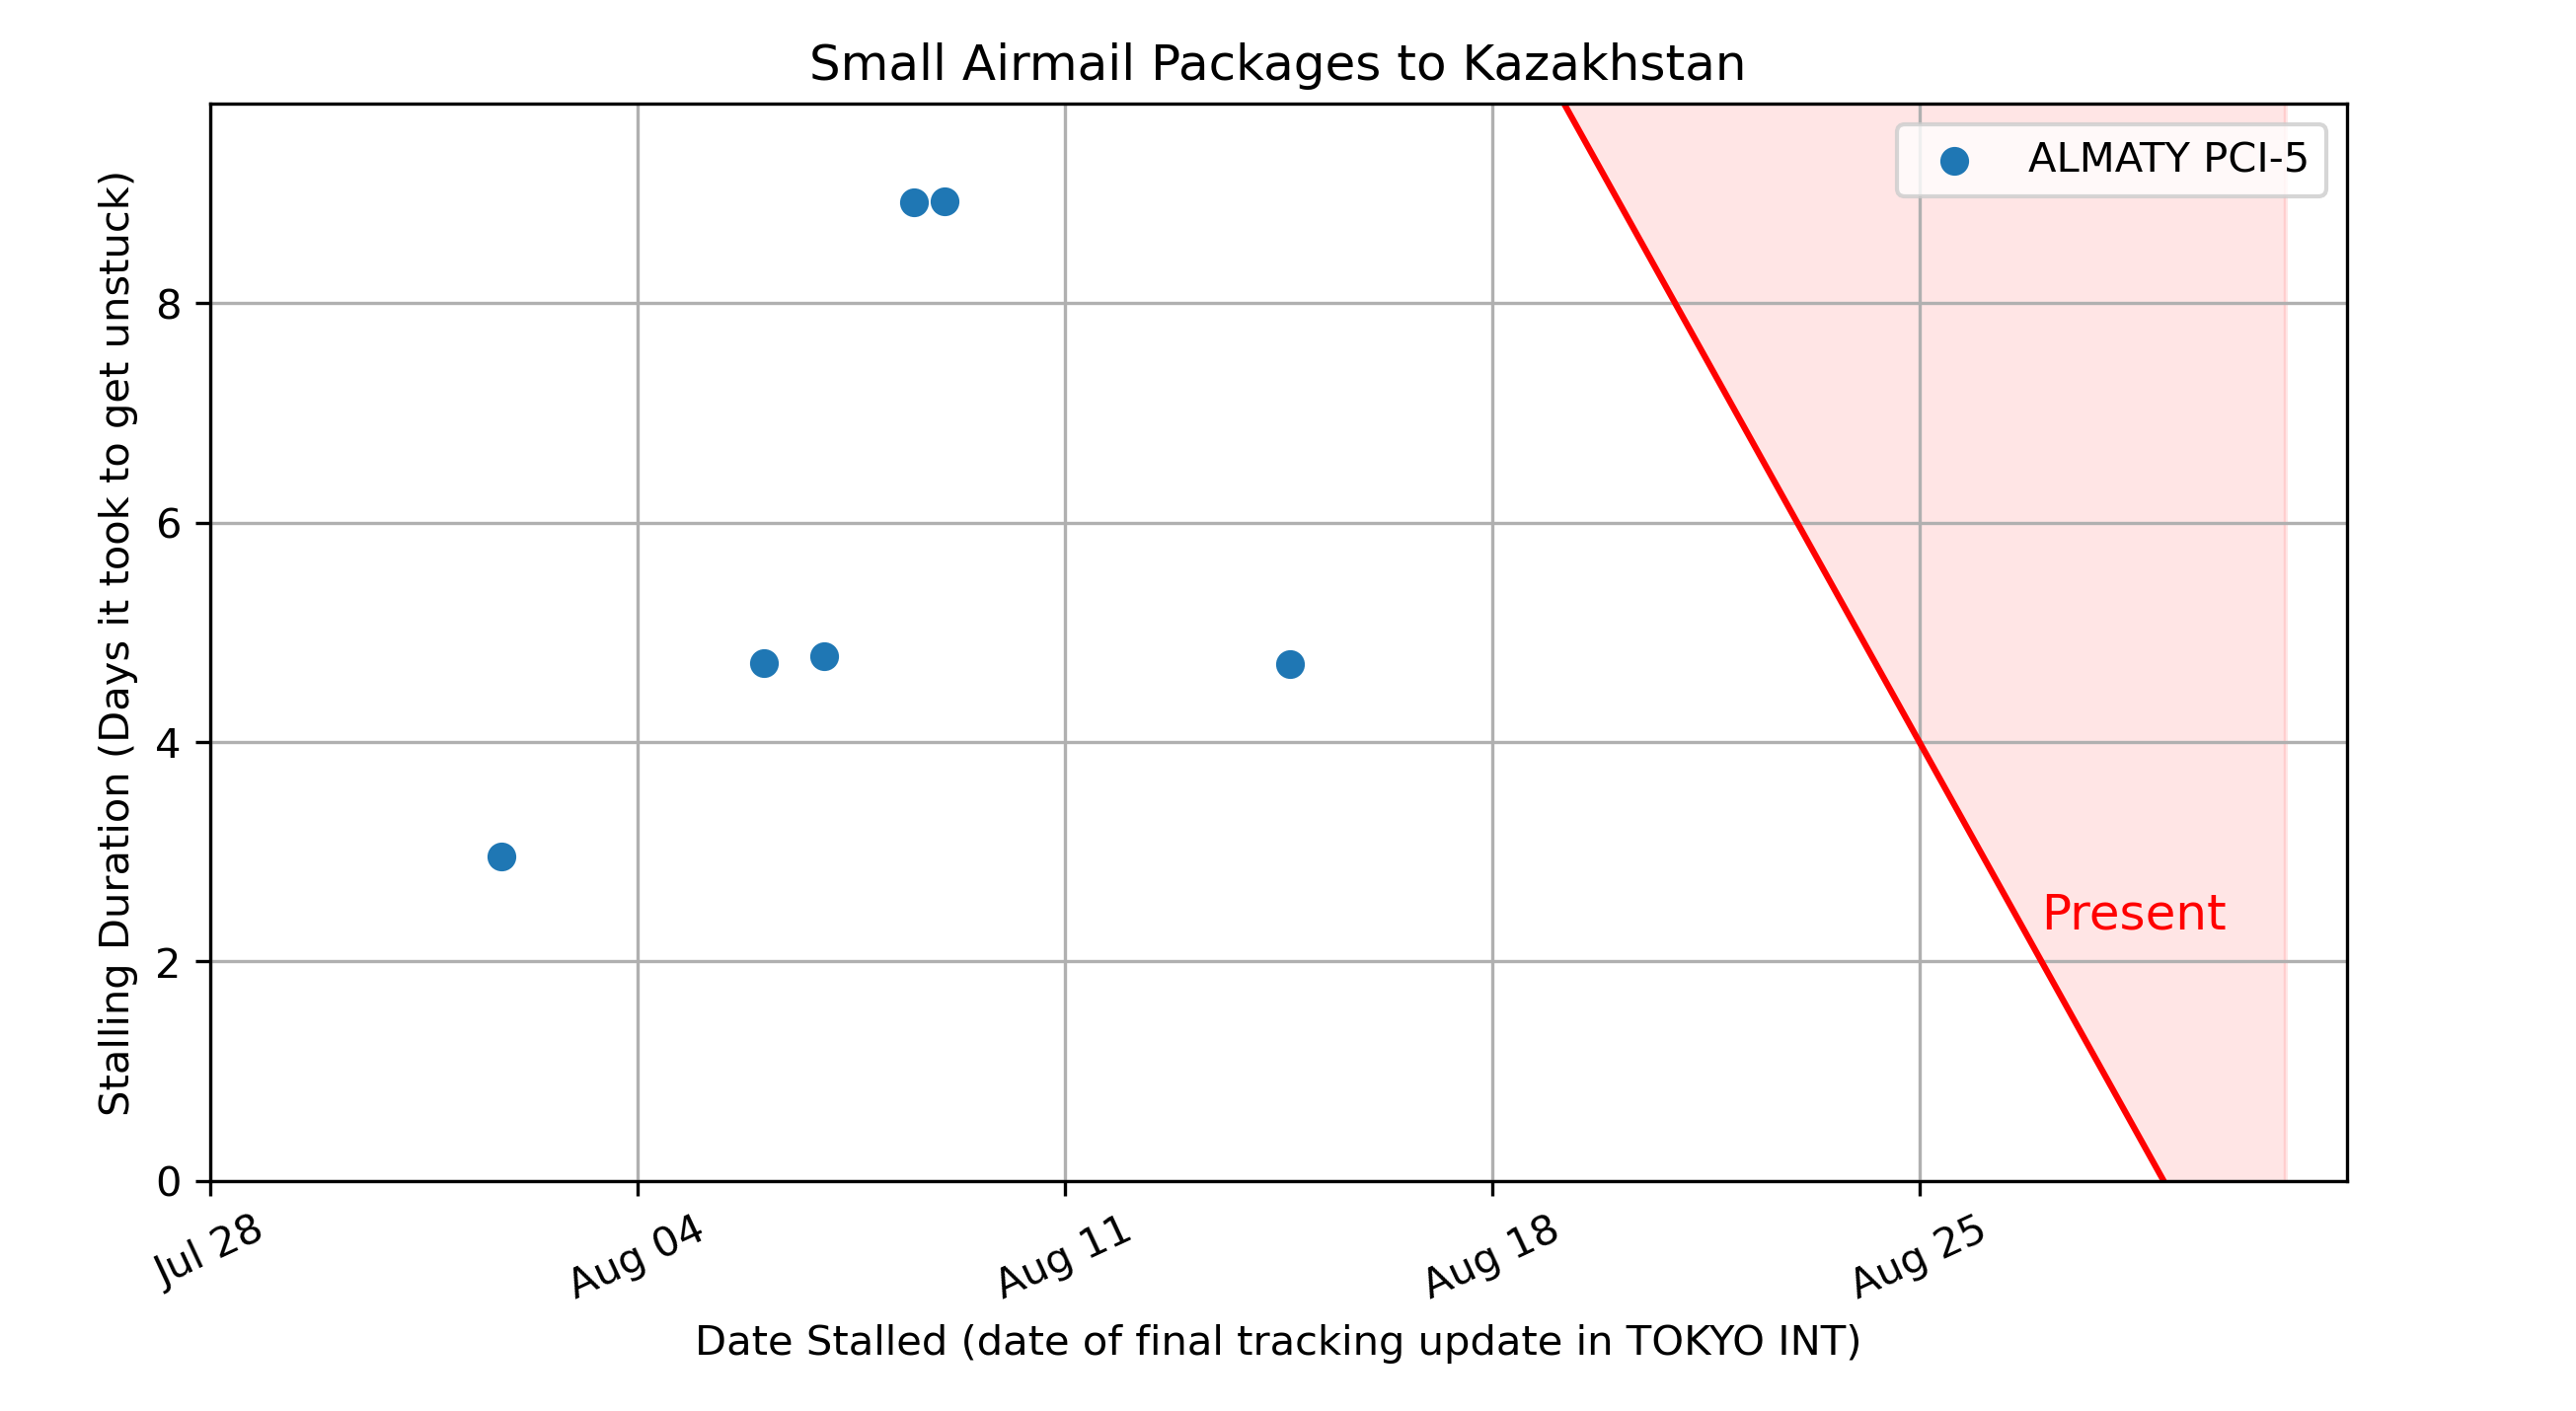 Small Airmail Packages to Kazakhstan
ALMATY PCI-5
Stalling Duration (Days it took to get unstuck)
8
6
4
2
0
Present
Jul 28
Aug 04
Aug 11
Aug 18
Aug 25
Date Stalled (date of final tracking update in TOKYO INT)